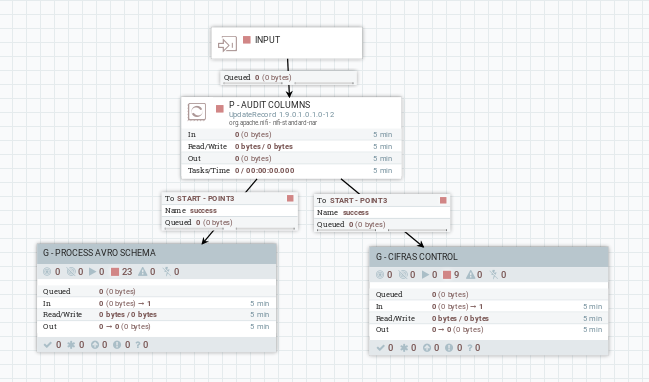 INPUT
Queued 0 (0 bytes)
P - AUDIT COLUMNS
UpdateRecord 1.9.0.1.0.1.0-12
org.apache.nifi - nifi-standard-nar
In 0 (0 bytes) 5 min
Read/Write 0 bytes / 0 bytes 5 min
Out 0 (0 bytes) 5 min
Tasks/Time 0 / 00:00:00.000 5 min
To START - POINT3
Name success
Queued 0 (0 bytes)
To START - POINT3
Name success
Queued 0 (0 bytes)
G - PROCESS AVRO SCHEMA
0 0 0 23 0 0
Queued 0 (0 bytes)
In 0 (0 bytes) → 1 5 min
Read/Write 0 bytes / 0 bytes 5 min
Out 0 → 0 (0 bytes) 5 min
0 0 0 0 ? 0
G - CIFRAS CONTROL
0 0 0 9 0 0
Queued 0 (0 bytes)
In 0 (0 bytes) → 1 5 min
Read/Write 0 bytes / 0 bytes 5 min
Out 0 → 0 (0 bytes) 5 min
0 0 0 0 ? 0